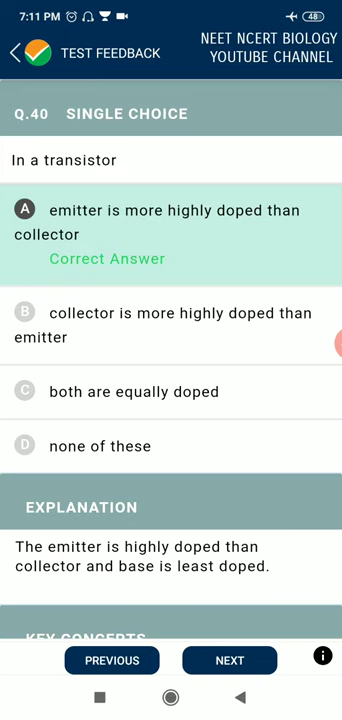 7:11 PM
48
TEST FEEDBACK
NEET NCERT BIOLOGY
YOUTUBE CHANNEL
Q.40 SINGLE CHOICE
In a transistor
A emitter is more highly doped than
collector
Correct Answer
B collector is more highly doped than
emitter
C both are equally doped
D none of these
EXPLANATION
The emitter is highly doped than
collector and base is least doped.
KEY CONCEPTS
PREVIOUS
NEXT